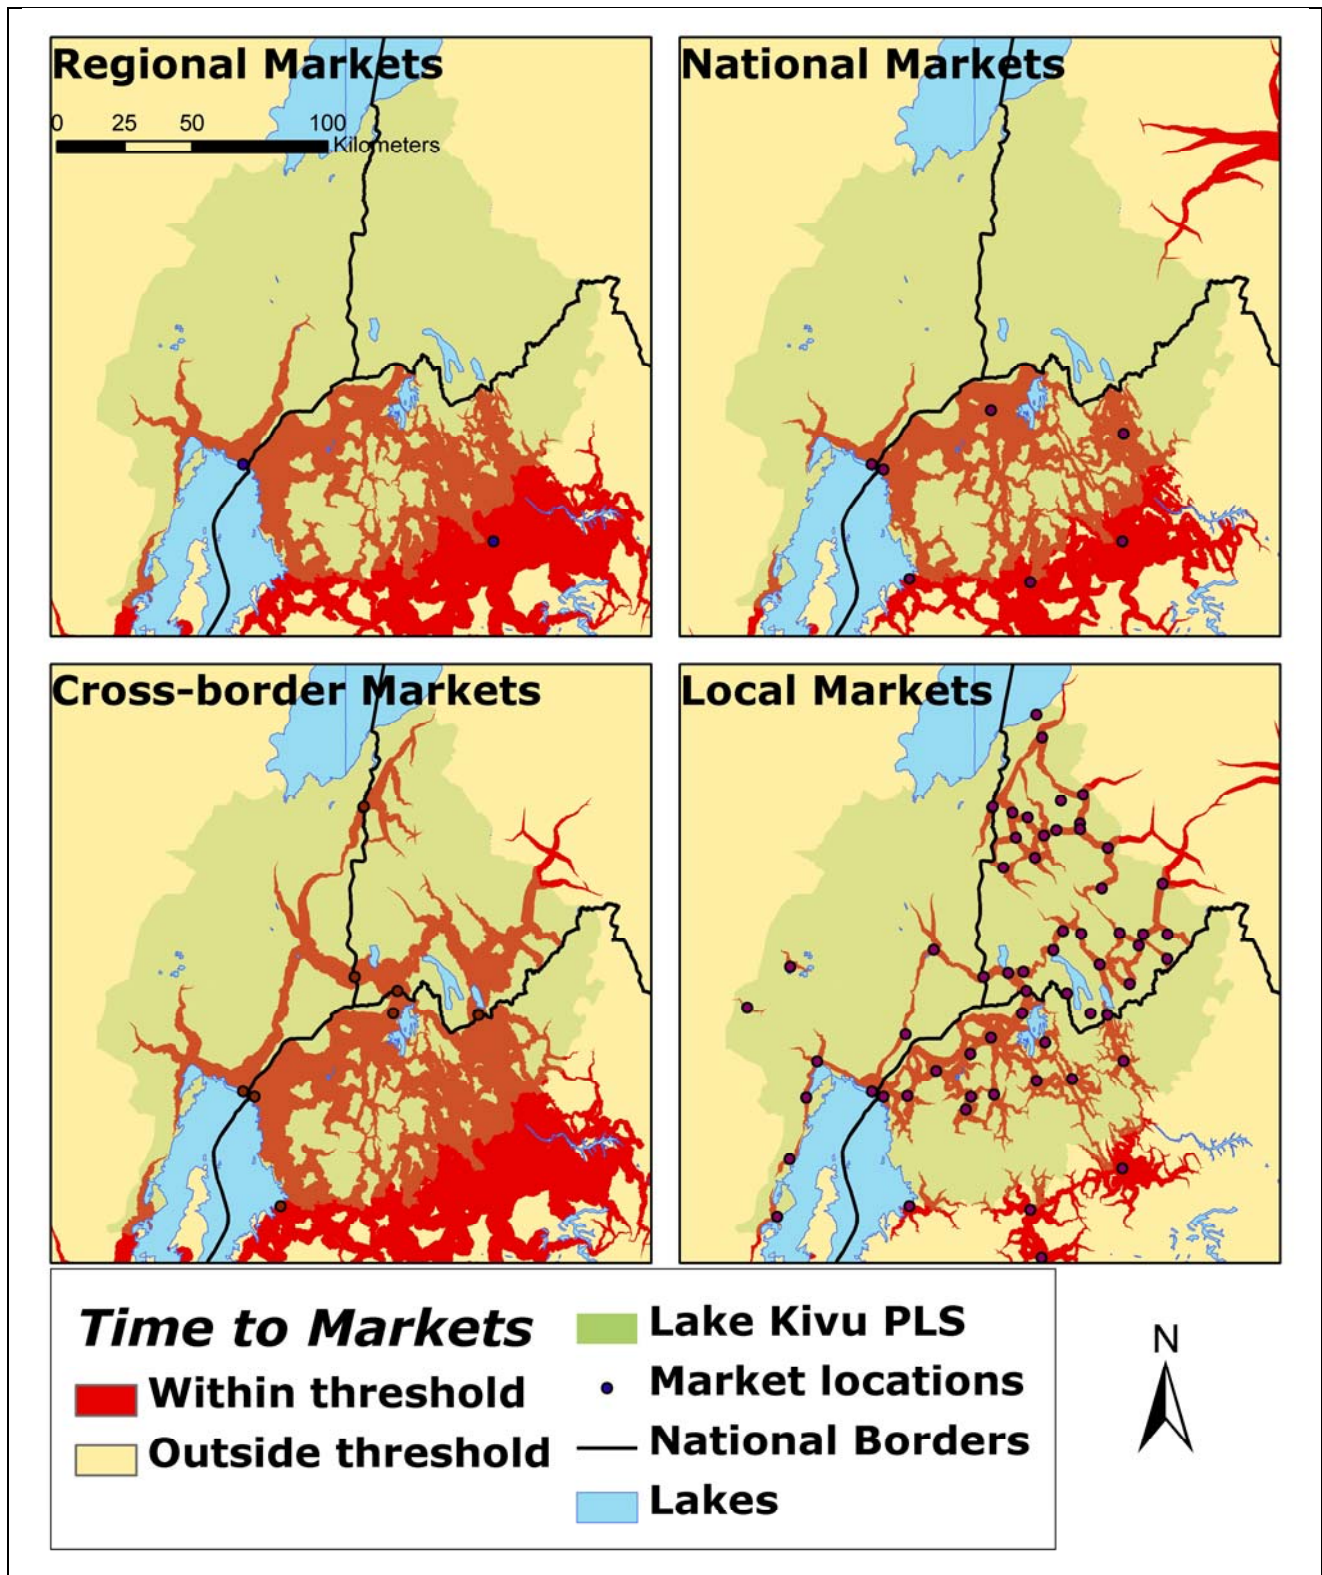 Regional Markets
0 25 50 100
Kilometers
National Markets
Cross-border Markets
Local Markets
Time to Markets
Within threshold
Outside threshold
Lake Kivu PLS
Market locations
National Borders
Lakes
N